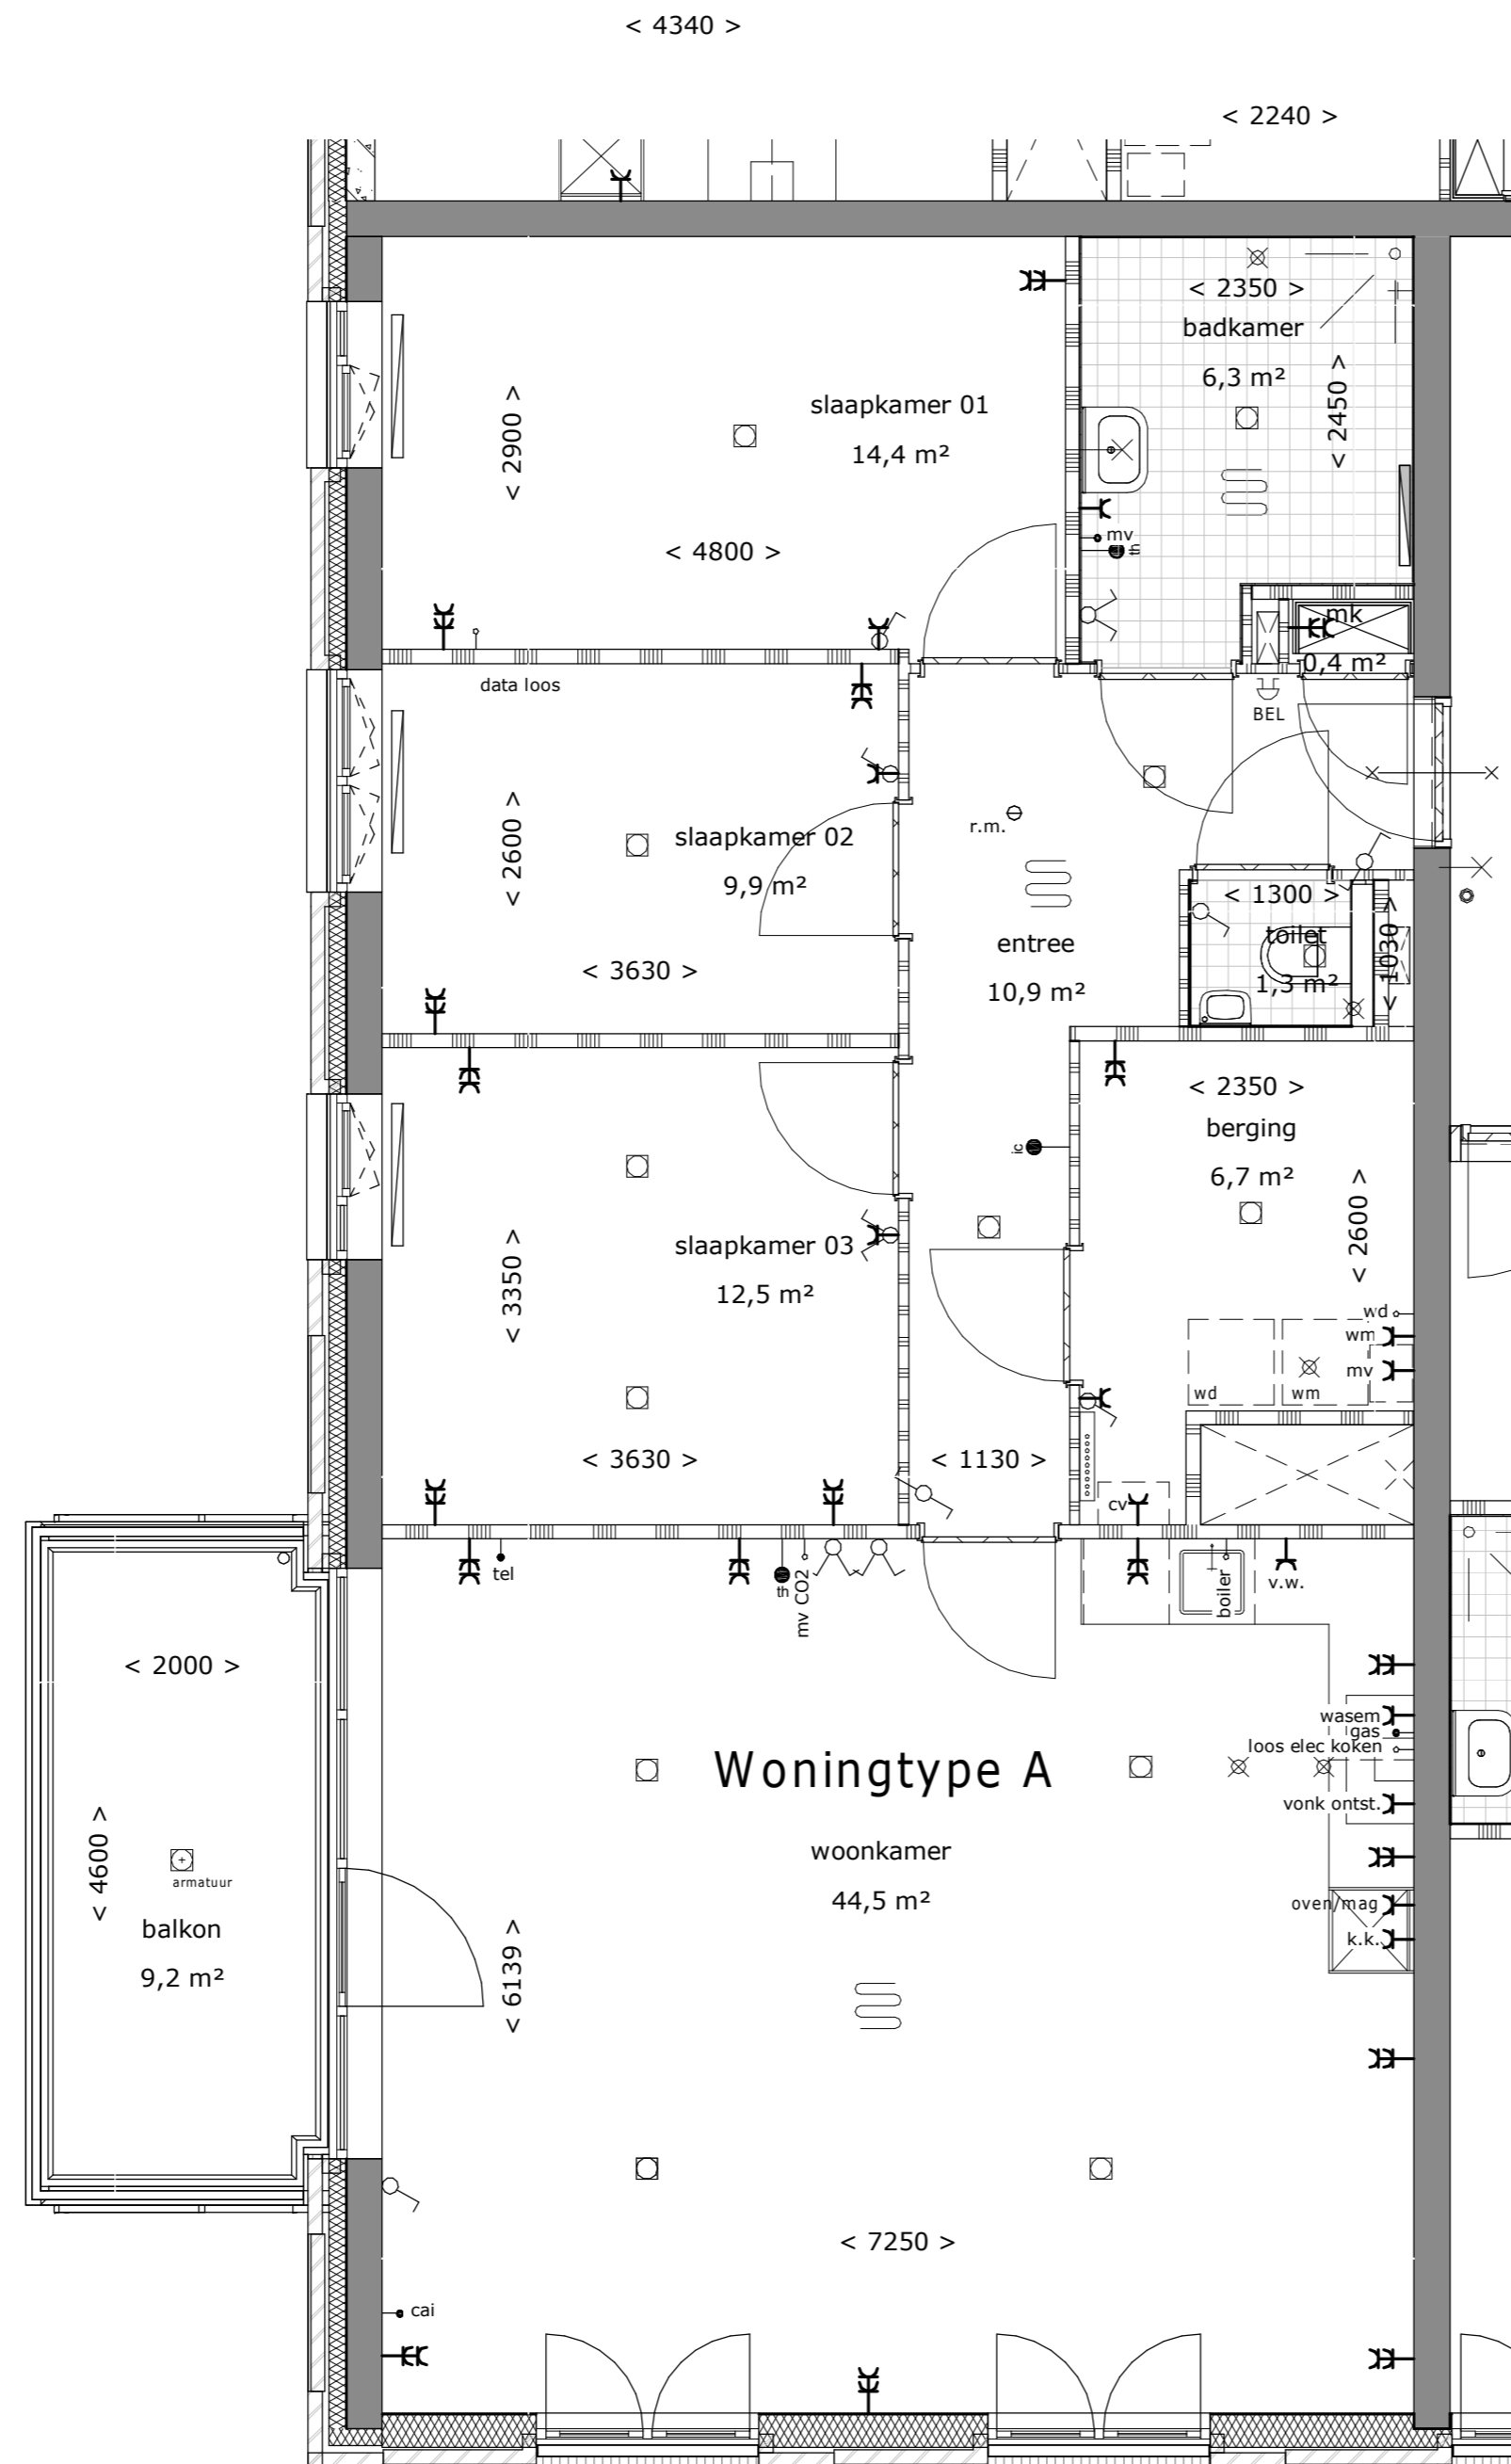 < 4340 >
< 2240 >
< 2350 >
badkamer
6,3 m²
< 2450 >
slaapkamer 01
14,4 m²
< 2900 >
< 4800 >
mv
th
mk
0,4 m²
data loos
BEL
r.m.
slaapkamer 02
9,9 m²
< 2600 >
< 3630 >
entree
10,9 m²
< 1300 >
toilet
1,3 m²
< 1030 >
< 2350 >
berging
6,7 m²
< 2600 >
ic
slaapkamer 03
12,5 m²
< 3350 >
< 3630 >
< 1130 >
wd
wm
mv
wd
wm
cv
tel
th
mv CO2
boiler
v.w.
< 2000 >
wasem
gas
loos elec koken
vonk ontst.
Woningtype A
woonkamer
44,5 m²
< 4600 >
armatuur
balkon
9,2 m²
oven/mag
k.k.
< 6139 >
< 7250 >
cai